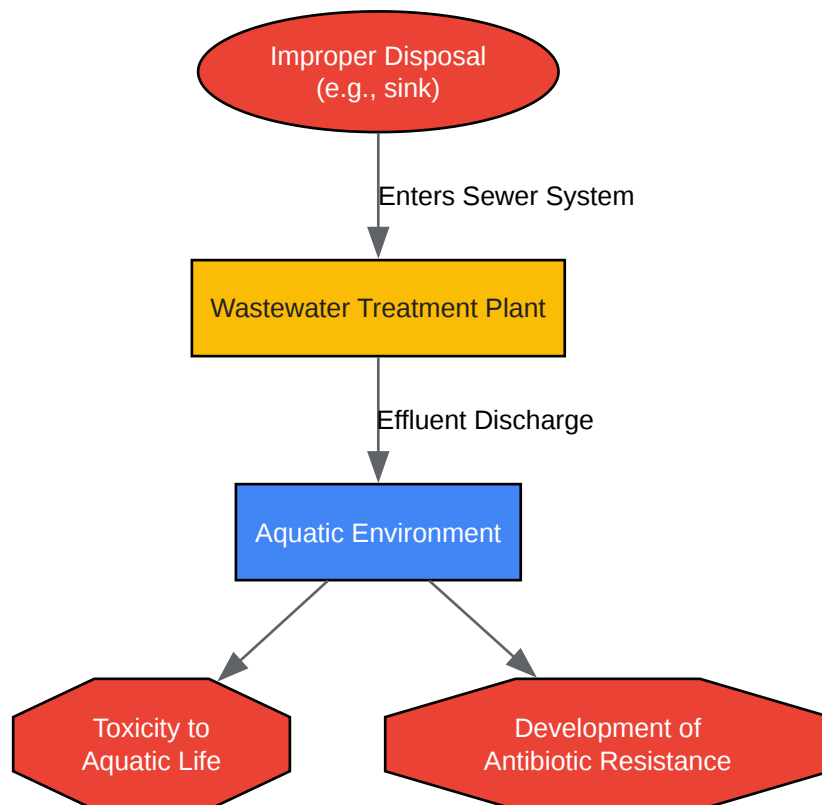 Improper Disposal
(e.g., sink)
Enters Sewer System
Wastewater Treatment Plant
Effluent Discharge
Aquatic Environment
Toxicity to
Aquatic Life
Development of
Antibiotic Resistance